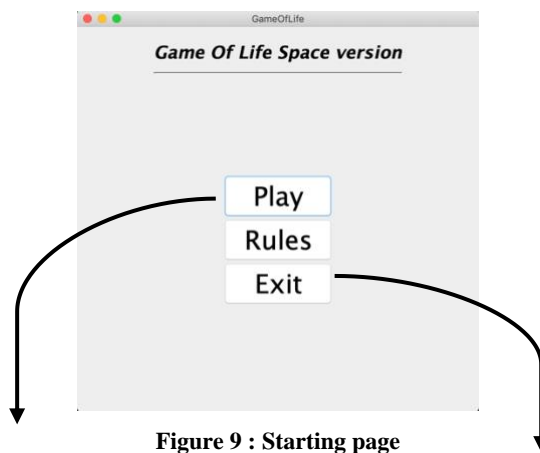 GameOfLife
Game Of Life Space version
Play
Rules
Exit
Figure 9 : Starting page